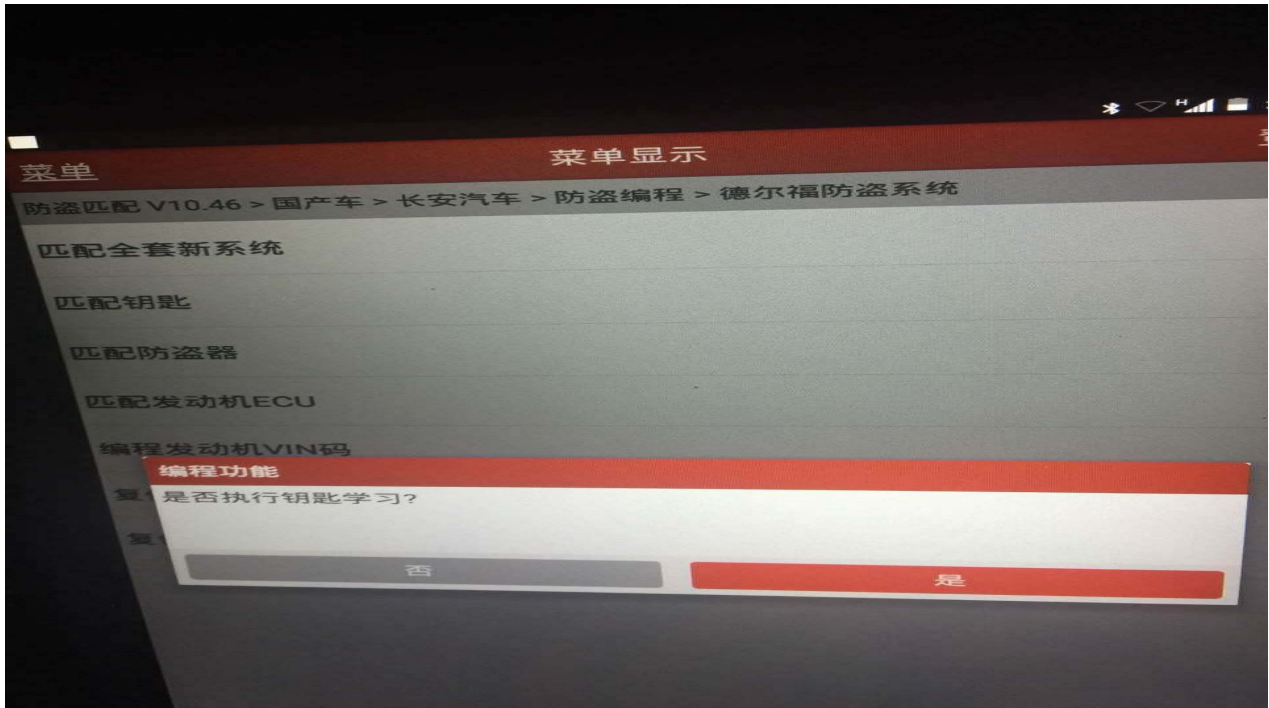 菜单
菜单显示
防盗匹配 V10.46 > 国产车 > 长安汽车 > 防盗编程 > 德尔福防盗系统
匹配全套新系统
匹配钥匙
匹配防盗器
匹配发动机ECU
编程发动机VIN码
编程功能
是否执行钥匙学习?
否
是